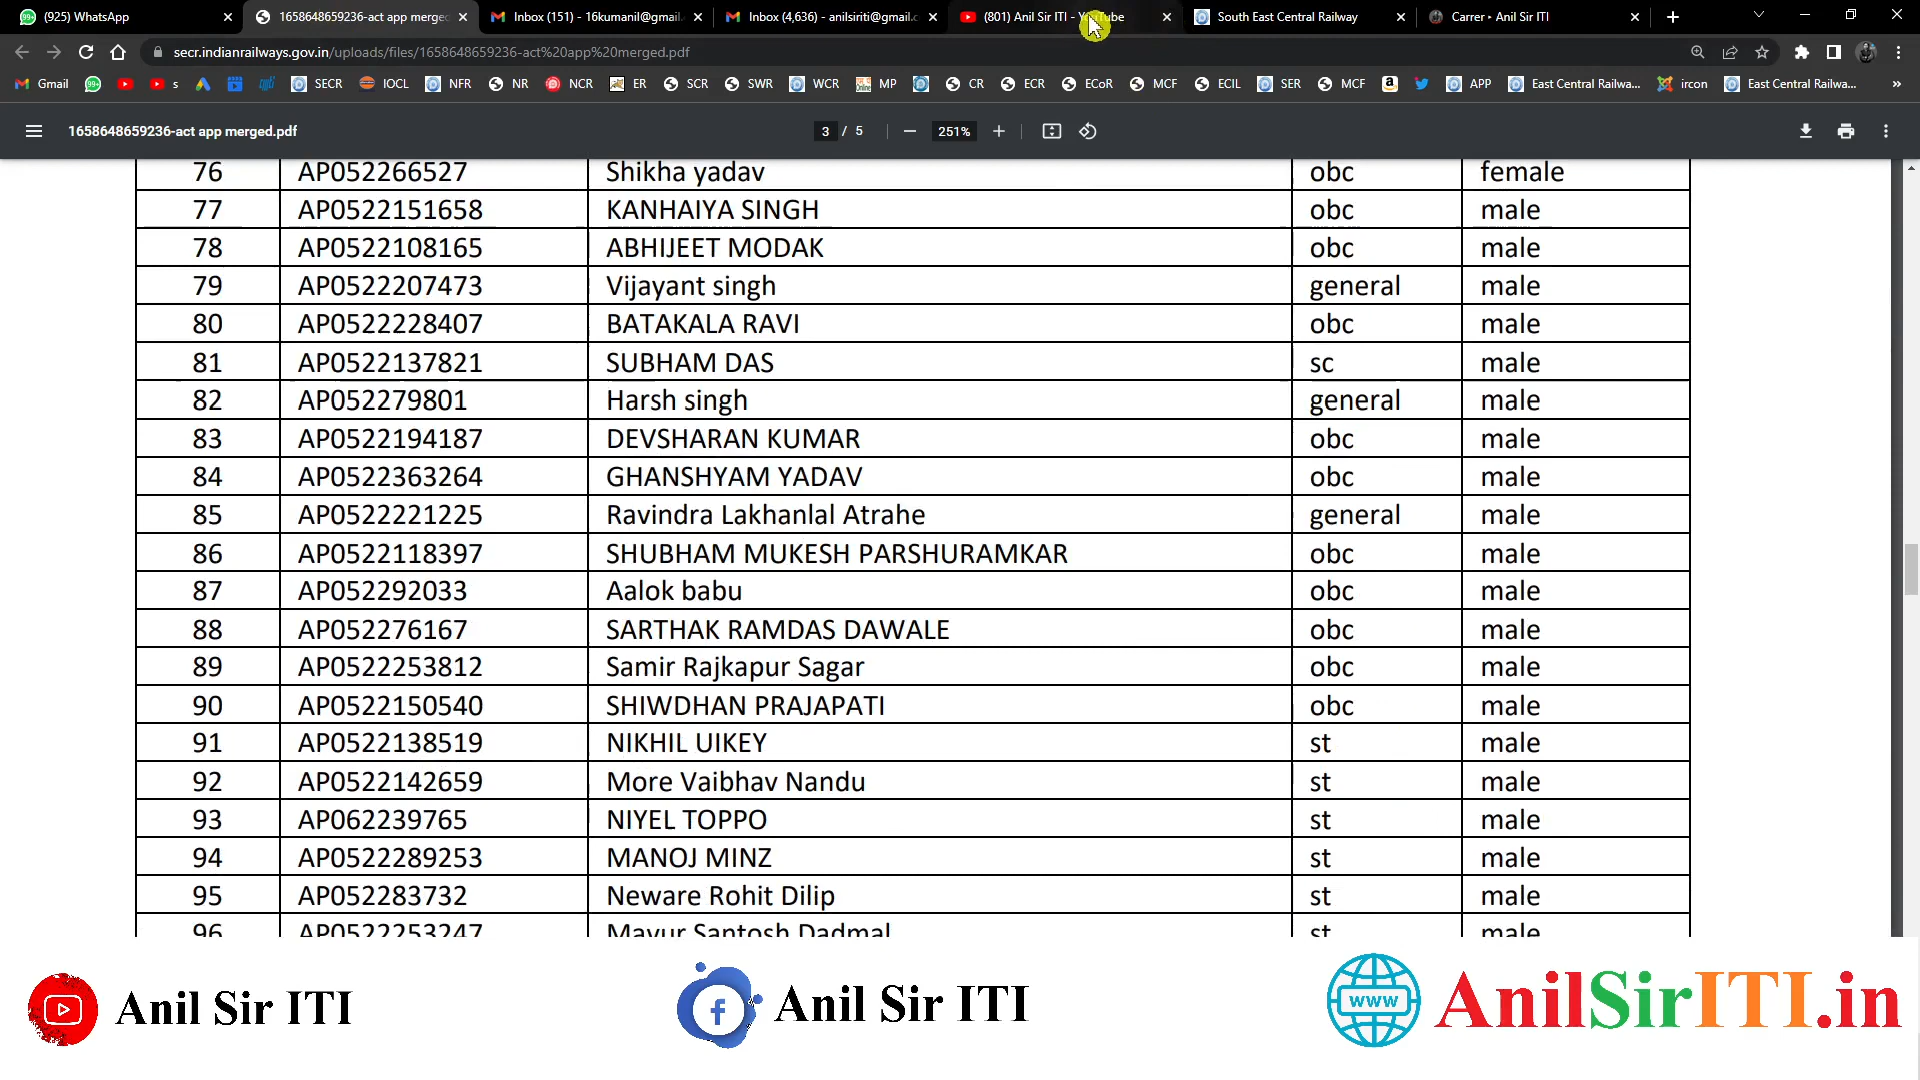 (925) WhatsApp
1658648659236-act app merged
Inbox (151) - 16kumanil@gmail.
Inbox (4,636) - anilsiriti@gmail.c
(801) Anil Sir ITI - YouTube
South East Central Railway
Carrer ▸ Anil Sir ITI
secr.indianrailways.gov.in/uploads/files/1658648659236-act%20app%20merged.pdf
Gmail 99+ s SECR IOCL NFR NR NCR ER SCR SWR WCR MP CR ECR ECoR MCF ECIL SER MCF APP East Central Railwa... ircon East Central Railwa... »
1658648659236-act app merged.pdf 3 / 5 251%
76 AP052266527 Shikha yadav obc female
77 AP0522151658 KANHAIYA SINGH obc male
78 AP0522108165 ABHIJEET MODAK obc male
79 AP0522207473 Vijayant singh general male
80 AP0522228407 BATAKALA RAVI obc male
81 AP0522137821 SUBHAM DAS sc male
82 AP052279801 Harsh singh general male
83 AP0522194187 DEVSHARAN KUMAR obc male
84 AP0522363264 GHANSHYAM YADAV obc male
85 AP0522221225 Ravindra Lakhanlal Atrahe general male
86 AP0522118397 SHUBHAM MUKESH PARSHURAMKAR obc male
87 AP052292033 Aalok babu obc male
88 AP052276167 SARTHAK RAMDAS DAWALE obc male
89 AP0522253812 Samir Rajkapur Sagar obc male
90 AP0522150540 SHIWDHAN PRAJAPATI obc male
91 AP0522138519 NIKHIL UIKEY st male
92 AP0522142659 More Vaibhav Nandu st male
93 AP062239765 NIYEL TOPPO st male
94 AP0522289253 MANOJ MINZ st male
95 AP052283732 Neware Rohit Dilip st male
96 AP0522253247 Mayur Santosh Dadmal st male
Anil Sir ITI
f Anil Sir ITI
www AnilSirITI.in